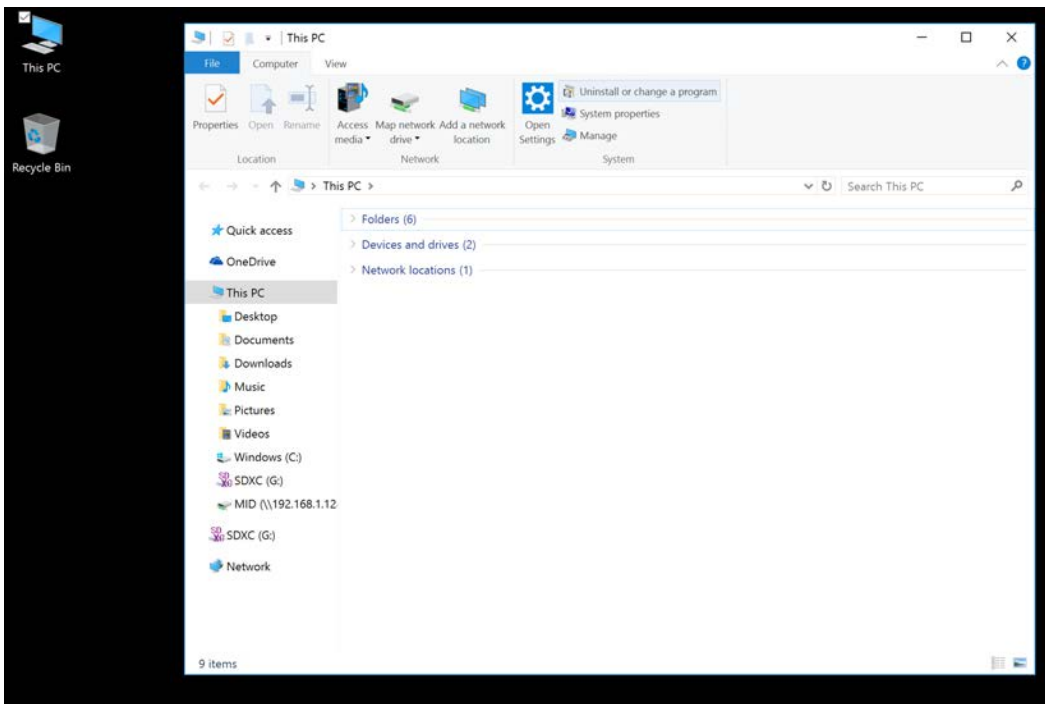 This PC
Recycle Bin
This PC
File Computer View
Properties Open Rename
Access media Map network drive Add a network location
Open Settings
Uninstall or change a program
System properties
Manage
Location Network System
This PC
Search This PC
Quick access
OneDrive
This PC
Desktop
Documents
Downloads
Music
Pictures
Videos
Windows (C:)
SDXC (G:)
MID (\\192.168.1.12
SDXC (G:)
Network
Folders (6)
Devices and drives (2)
Network locations (1)
9 items